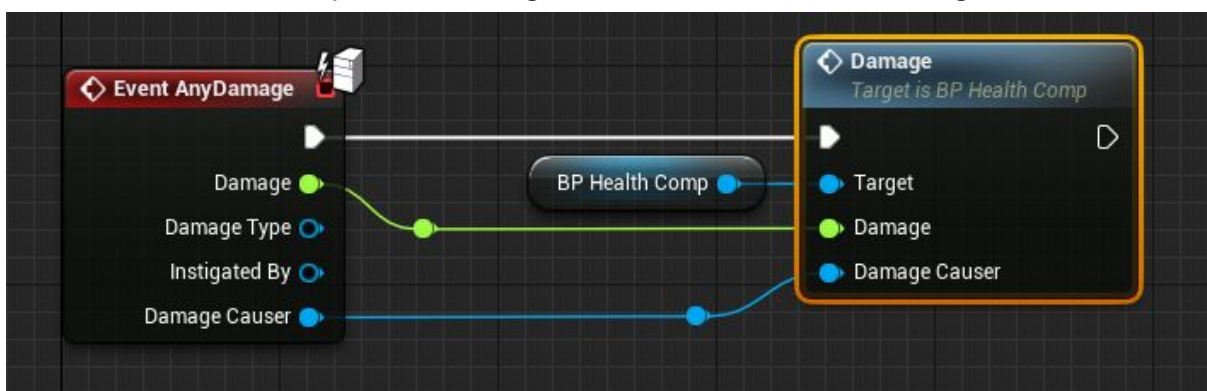 Event AnyDamage
Damage
Damage Type
Instigated By
Damage Causer
BP Health Comp
Damage
Target is BP Health Comp
Target
Damage
Damage Causer